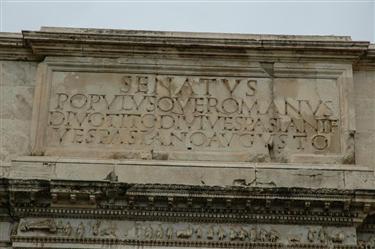 SENATVS
POPVLVSQVEROMANVS
DIVOTITODIVIVESPASIANIF
VESPASIANOAVGVSTO